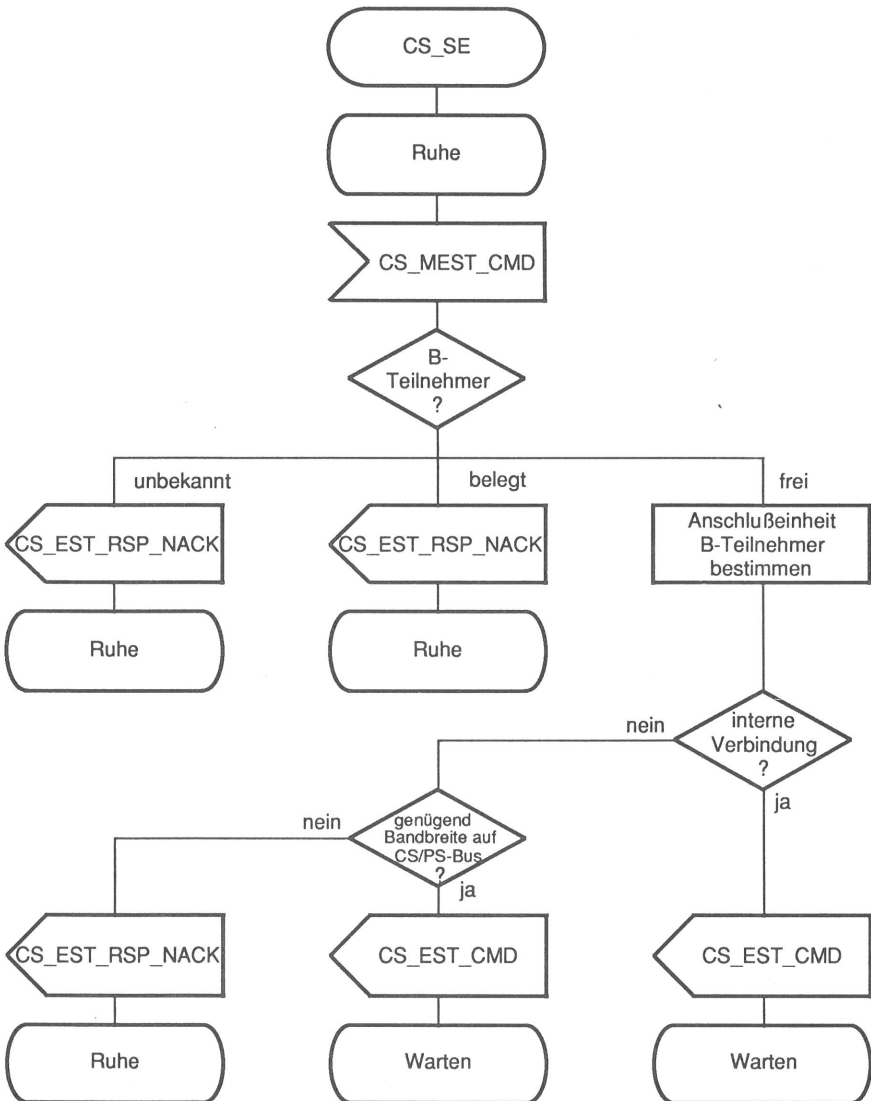 CS_SE
Ruhe
CS_MEST_CMD
B-
Teilnehmer
?
unbekannt
belegt
frei
CS_EST_RSP_NACK
CS_EST_RSP_NACK
Anschlußeinheit
B-Teilnehmer
bestimmen
Ruhe
Ruhe
interne
Verbindung
?
nein
ja
genügend
Bandbreite auf
CS/PS-Bus
?
nein
ja
CS_EST_RSP_NACK
CS_EST_CMD
CS_EST_CMD
Ruhe
Warten
Warten